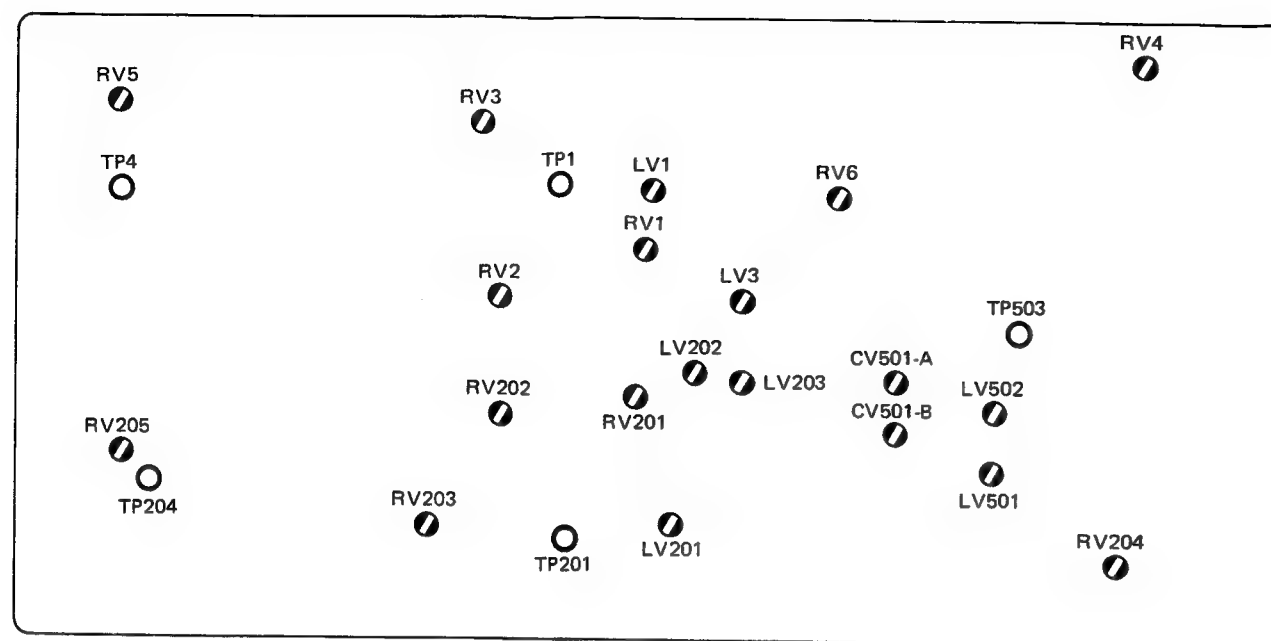 RV4
RV5
RV3
TP4
TP1
LV1
RV6
RV1
RV2
LV3
TP503
LV202
CV501-A
LV203
RV202
LV502
RV201
CV501-B
RV205
TP204
LV501
RV203
LV201
TP201
RV204